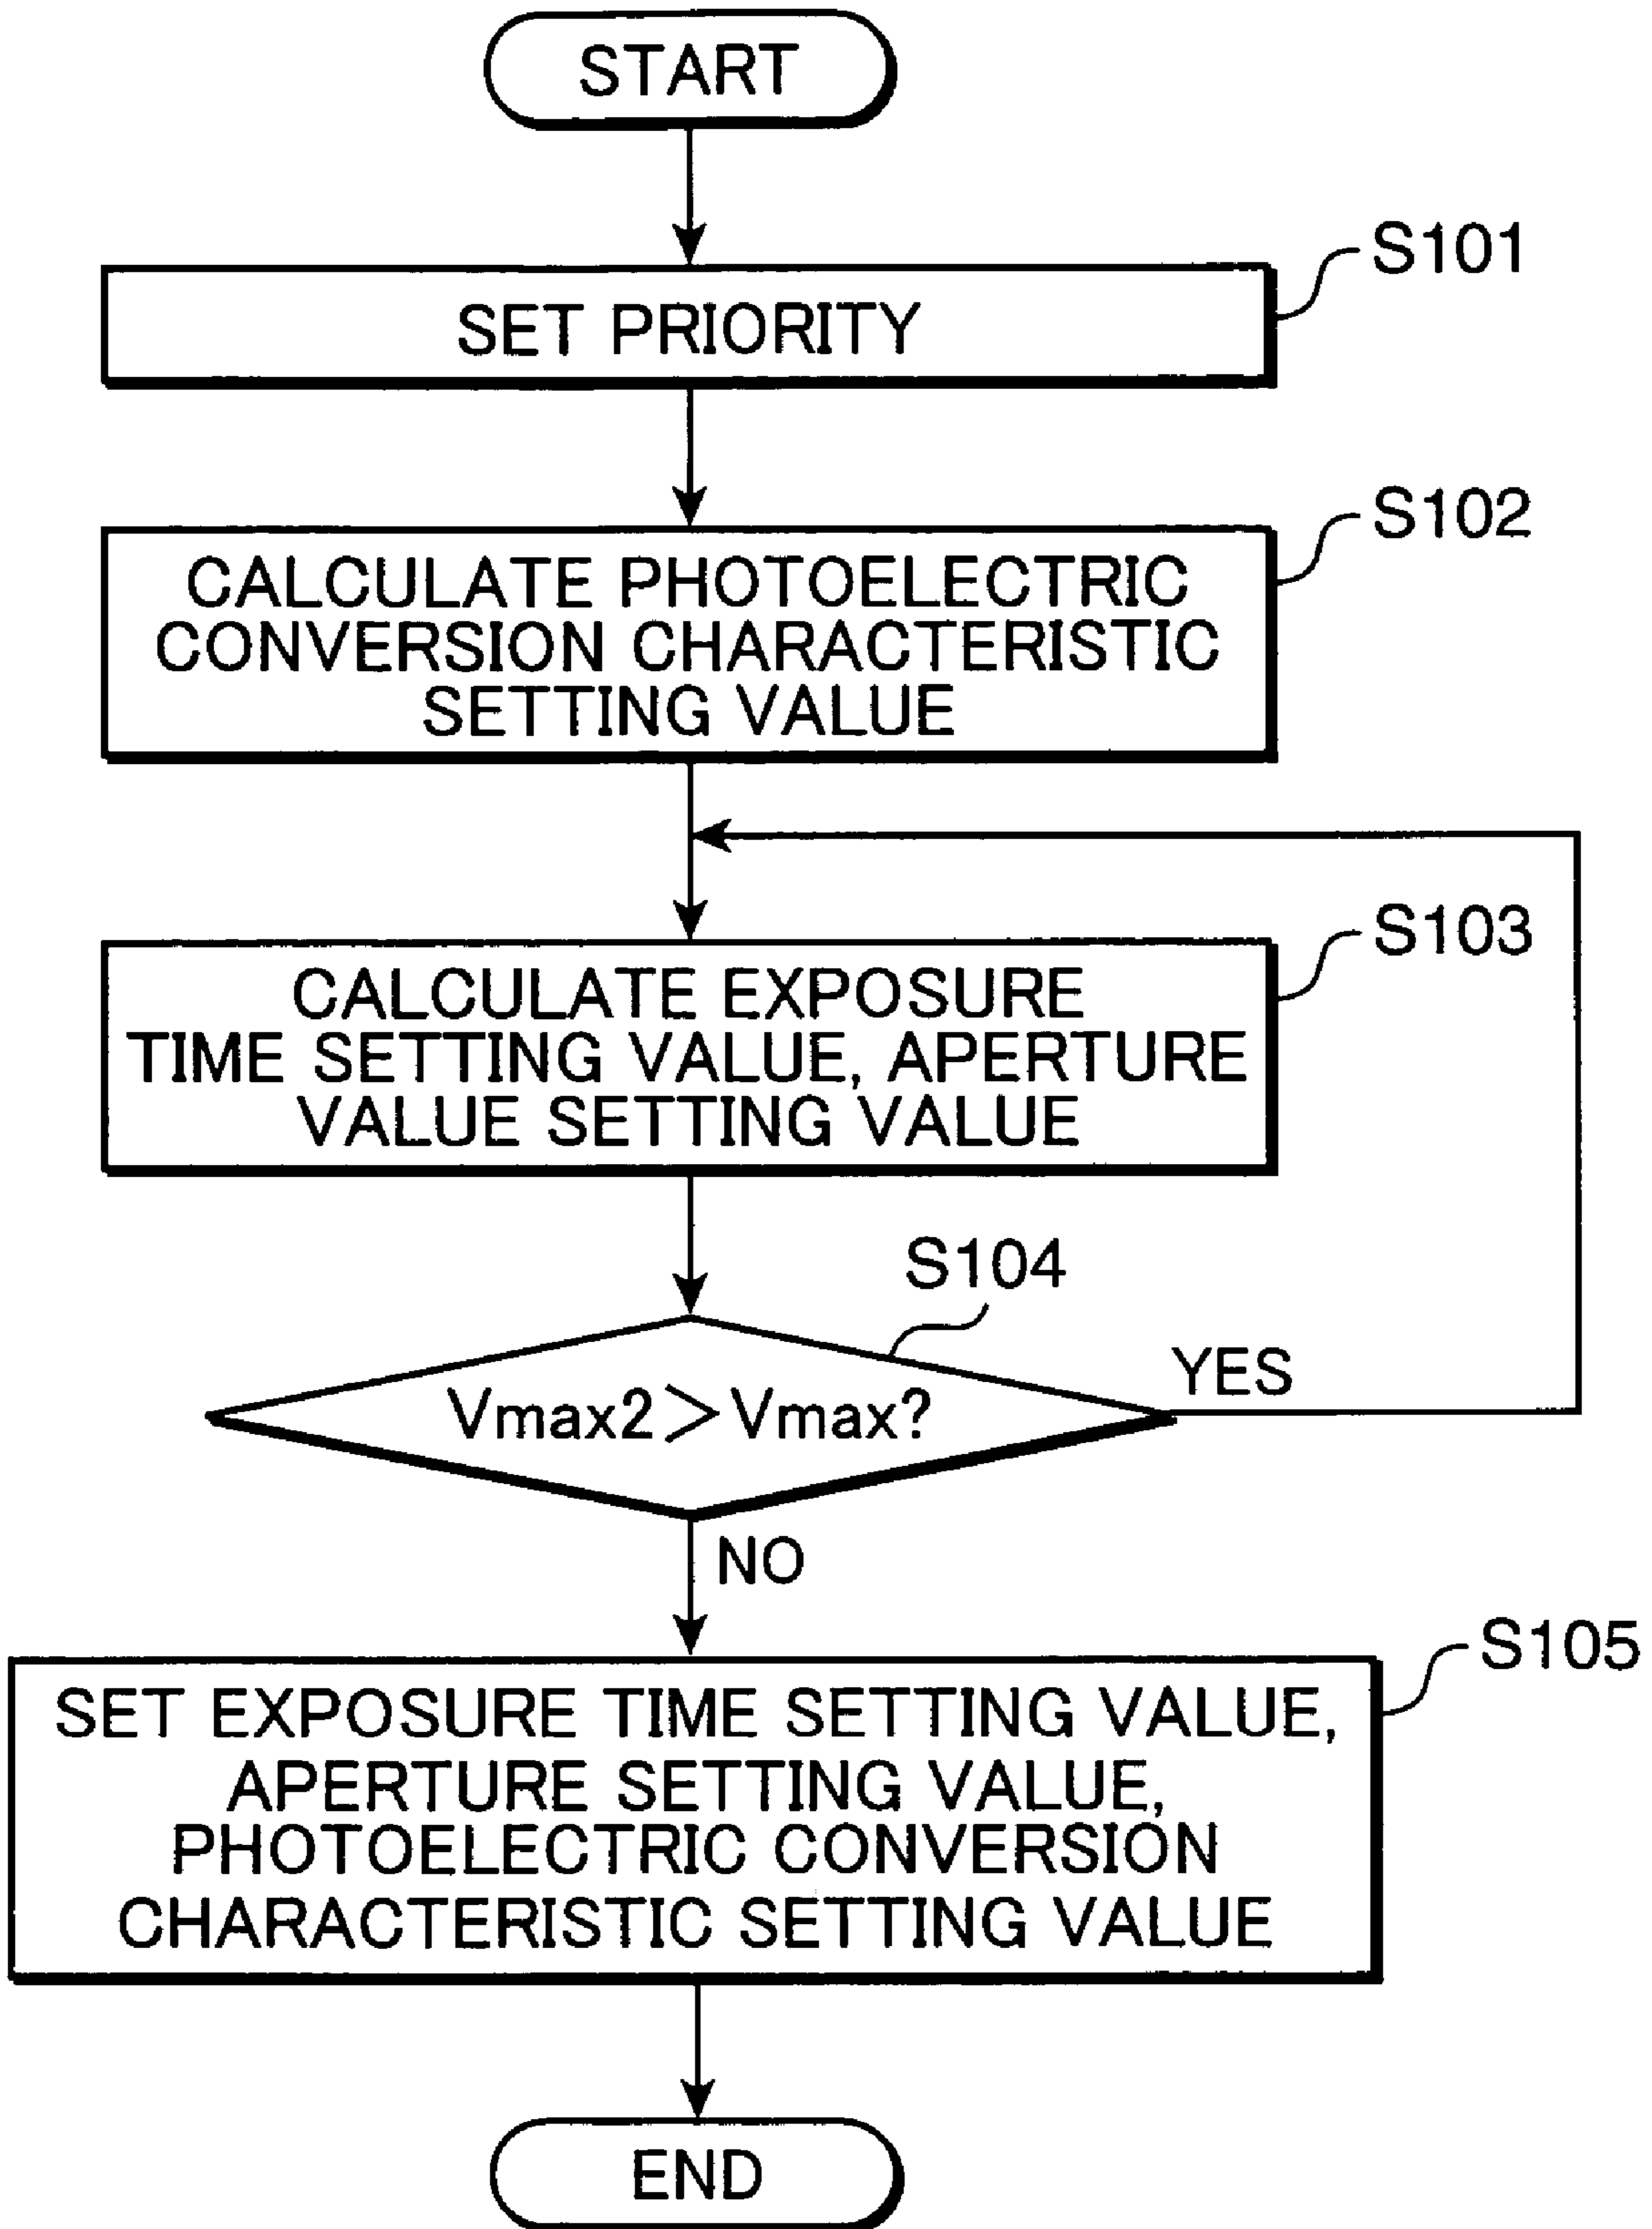 START
S101
SET PRIORITY
S102
CALCULATE PHOTOELECTRIC
CONVERSION CHARACTERISTIC
SETTING VALUE
S103
CALCULATE EXPOSURE
TIME SETTING VALUE, APERTURE
VALUE SETTING VALUE
S104
Vmax2>Vmax?
YES
NO
S105
SET EXPOSURE TIME SETTING VALUE,
APERTURE SETTING VALUE,
PHOTOELECTRIC CONVERSION
CHARACTERISTIC SETTING VALUE
END